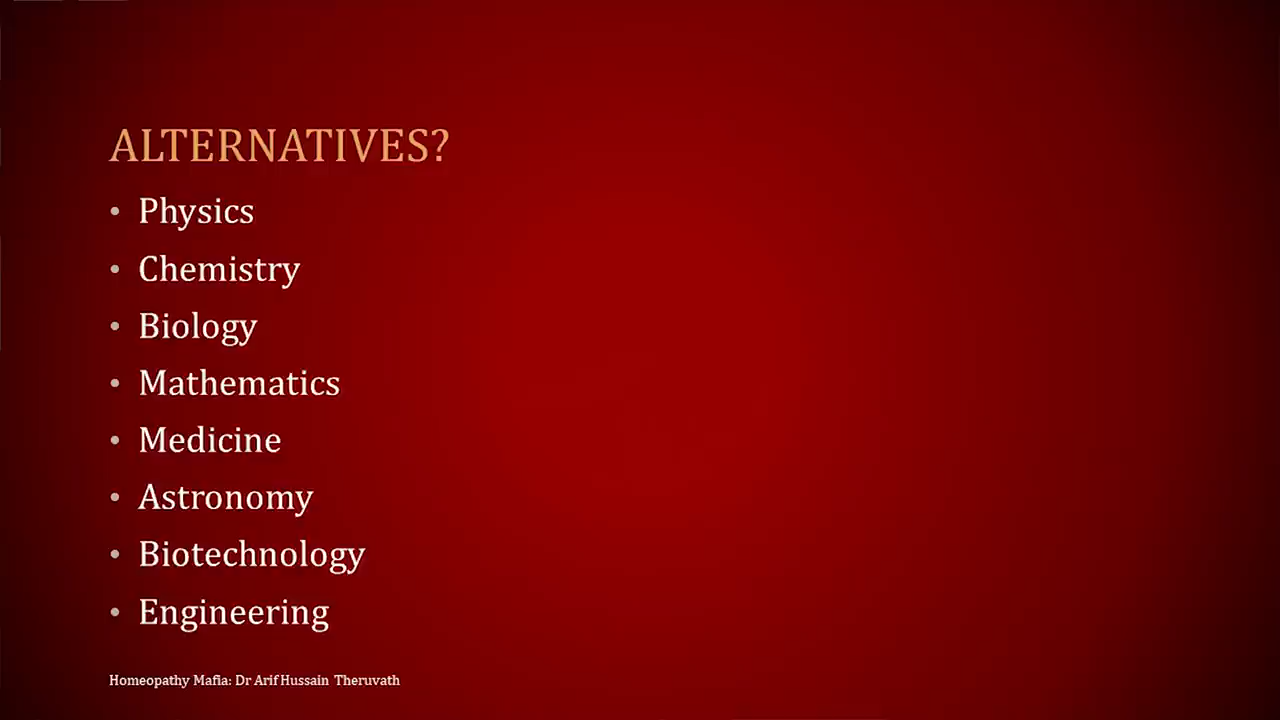 ALTERNATIVES?
• Physics
• Chemistry
• Biology
• Mathematics
• Medicine
• Astronomy
• Biotechnology
• Engineering
Homeopathy Mafia: Dr Arif Hussain Theruvath